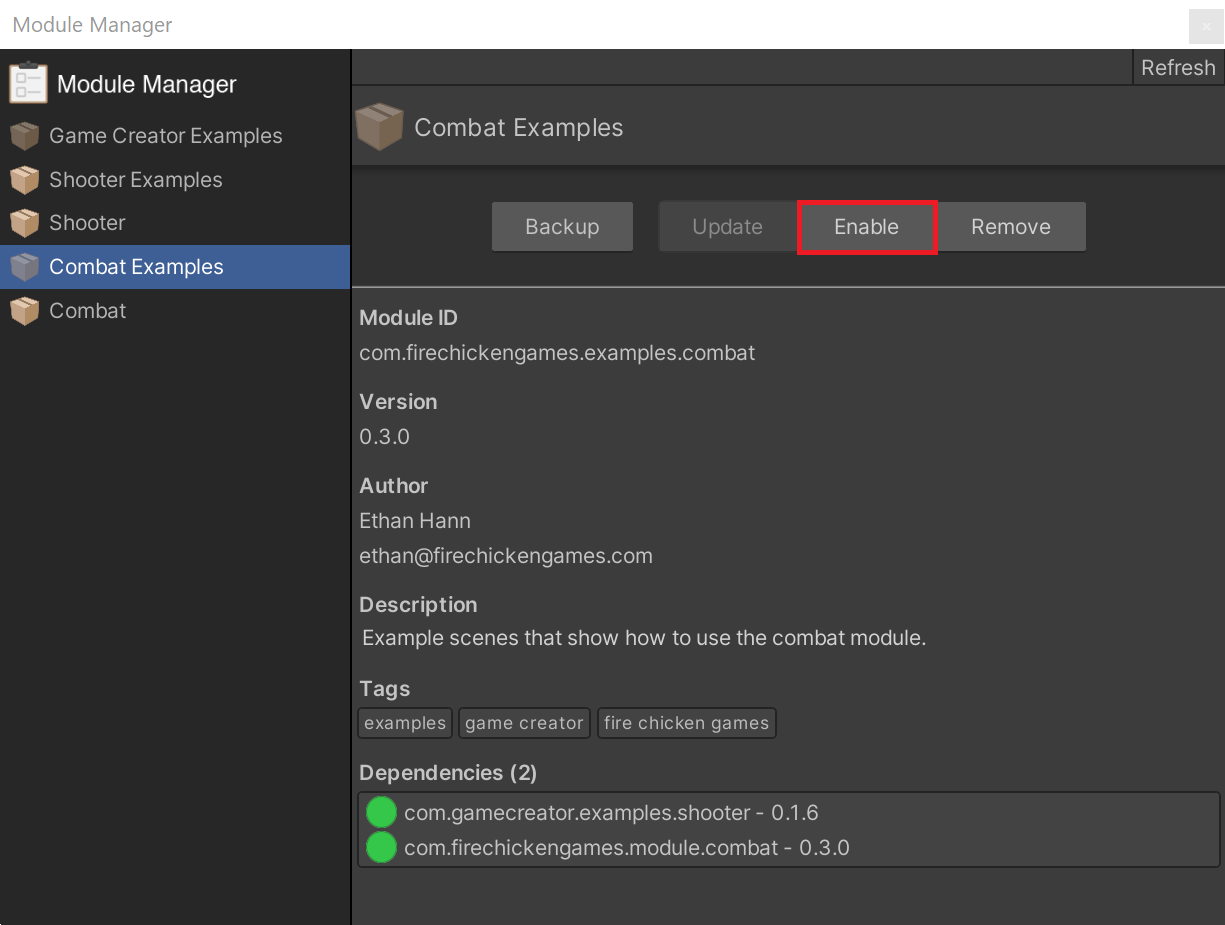 Module Manager
Module Manager
Game Creator Examples
Shooter Examples
Shooter
Combat Examples
Combat
Refresh
Combat Examples
Backup
Update
Enable
Remove
Module ID
com.firechickengames.examples.combat
Version
0.3.0
Author
Ethan Hann
ethan@firechickengames.com
Description
Example scenes that show how to use the combat module.
Tags
examples
game creator
fire chicken games
Dependencies (2)
com.gamecreator.examples.shooter - 0.1.6
com.firechickengames.module.combat - 0.3.0